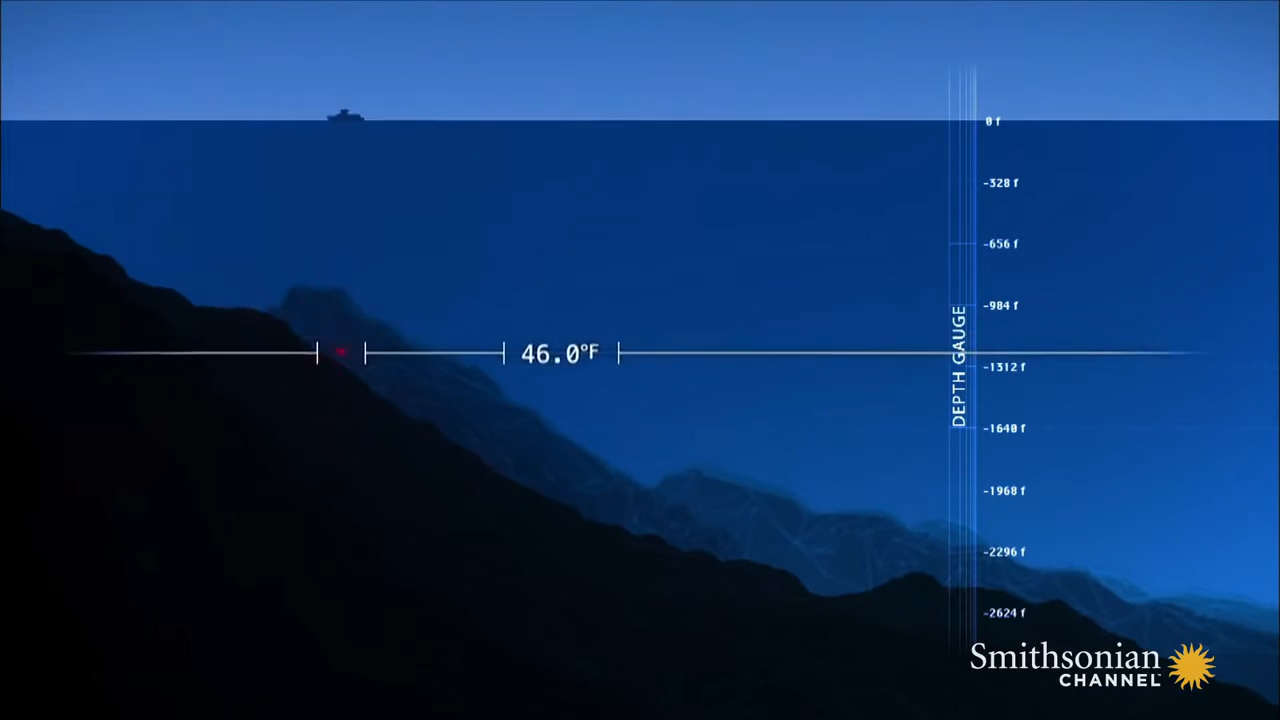 0 f
-328 f
-656 f
-984 f
46.0°F
DEPTH GAUGE
-1312 f
-1640 f
-1968 f
-2296 f
-2624 f
Smithsonian
CHANNEL